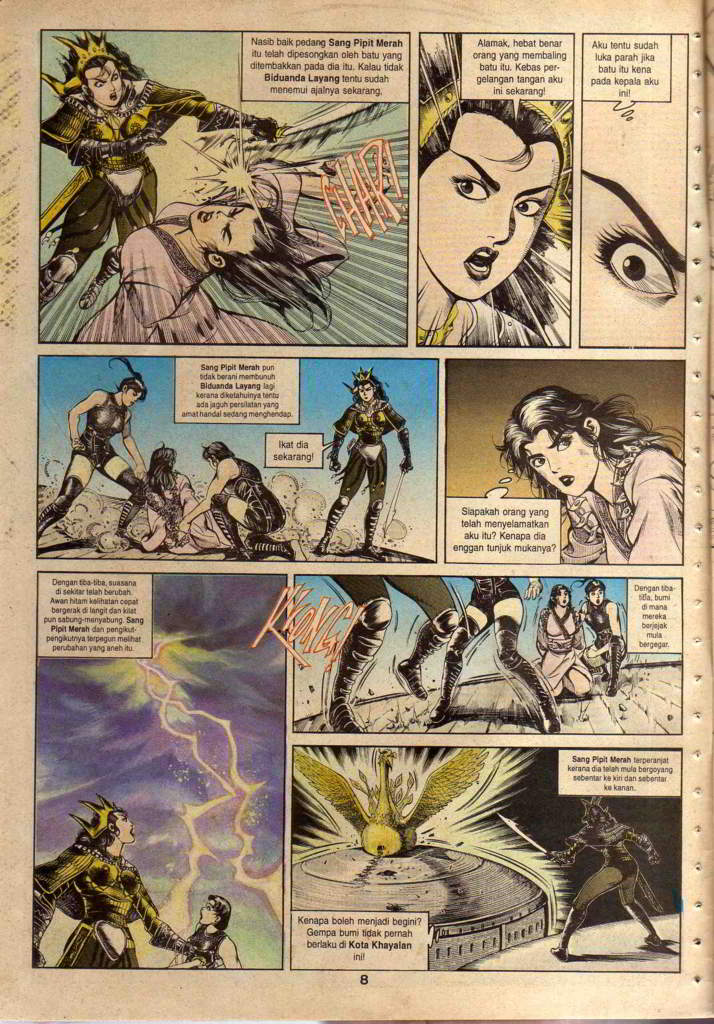 Nasib baik pedang Sang Pipit Merah
itu telah dipesongkan oleh batu yang
ditembakkan pada dia itu. Kalau tidak
Biduanda Layang tentu sudah
menemui ajalnya sekarang.
Alamak, hebat benar
orang yang membaling
batu itu. Kebas per-
gelangan tangan aku
ini sekarang!
Aku tentu sudah
luka parah jika
batu itu kena
pada kepala aku
ini!
Sang Pipit Merah pun
tidak berani membunuh
Biduanda Layang lagi
kerana diketahuinya tentu
ada jaguh persilatan yang
amat handal sedang menghendap.
Ikat dia
sekarang!
Siapakah orang yang
telah menyelamatkan
aku itu? Kenapa dia
enggan tunjuk mukanya?
Dengan tiba-tiba, suasana
di sekitar telah berubah.
Awan hitam kelihatan cepat
bergerak di langit dan kilat
pun sabung-menyabung. Sang
Pipit Merah dan pengikut-
pengikutnya terpegun melihat
perubahan yang aneh itu.
Dengan tiba-
tiba, bumi
di mana
mereka
berjejak
mula
bergegar.
Sang Pipit Merah terperanjat
kerana dia telah mula bergoyang
sebentar ke kiri dan sebentar
ke kanan.
Kenapa boleh menjadi begini?
Gempa bumi tidak pernah
berlaku di Kota Khayalan
ini!
8